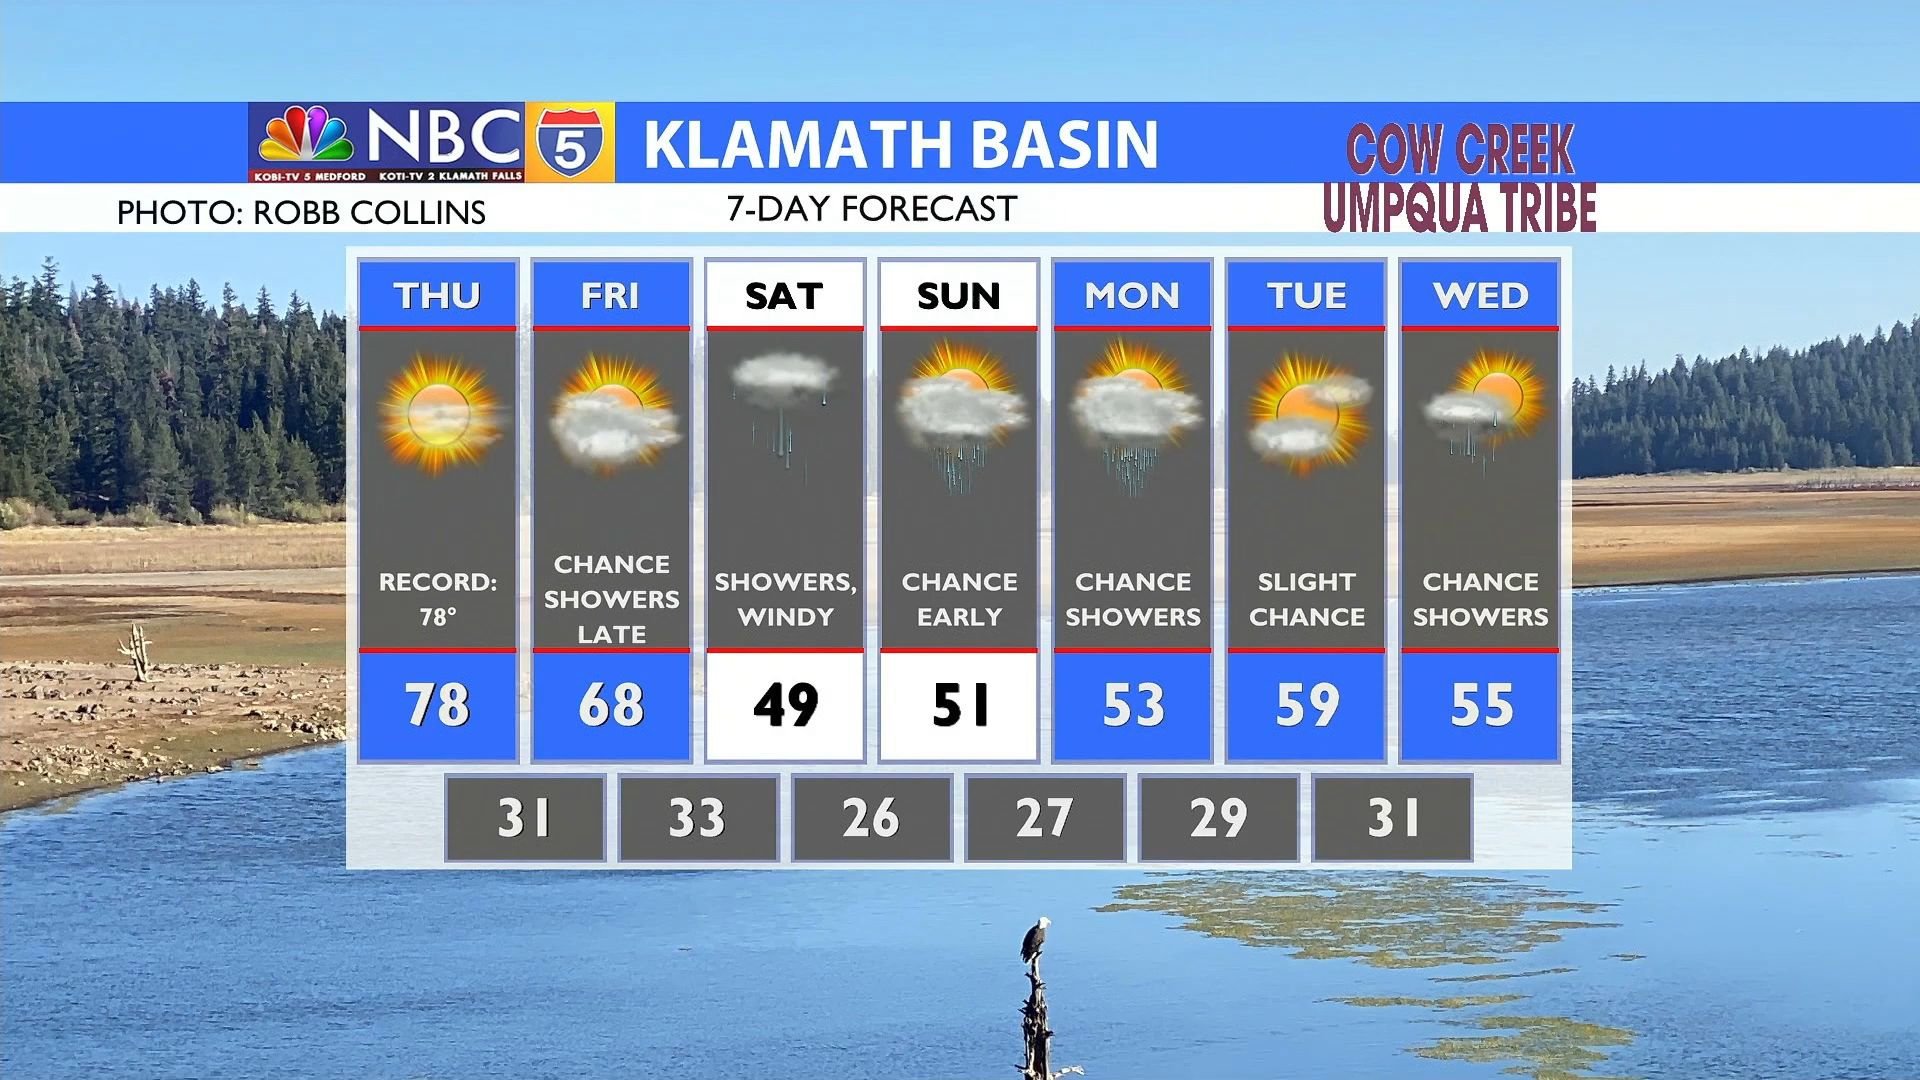 NBC 5
KOBI-TV 5 MEDFORD KOTI-TV 2 KLAMATH FALLS
KLAMATH BASIN
COW CREEK
UMPQUA TRIBE
PHOTO: ROBB COLLINS
7-DAY FORECAST
THU FRI SAT SUN MON TUE WED
RECORD:
78°
CHANCE
SHOWERS
LATE
SHOWERS,
WINDY
CHANCE
EARLY
CHANCE
SHOWERS
SLIGHT
CHANCE
CHANCE
SHOWERS
78 68 49 51 53 59 55
31 33 26 27 29 31